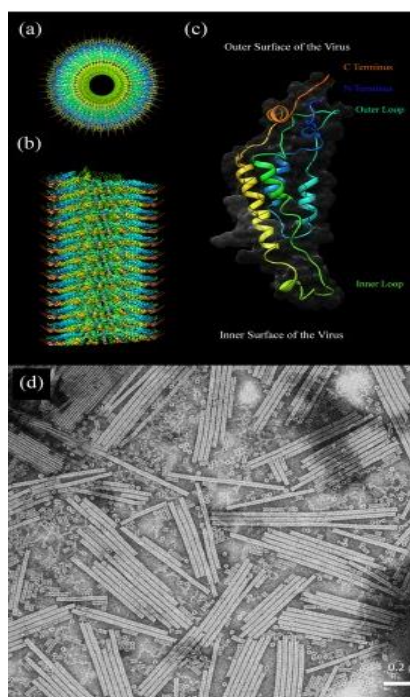 (a)
(c)
Outer Surface of the Virus
C Terminus
N-Terminus
Outer Loop
(b)
Inner Loop
Inner Surface of the Virus
(d)
0.2